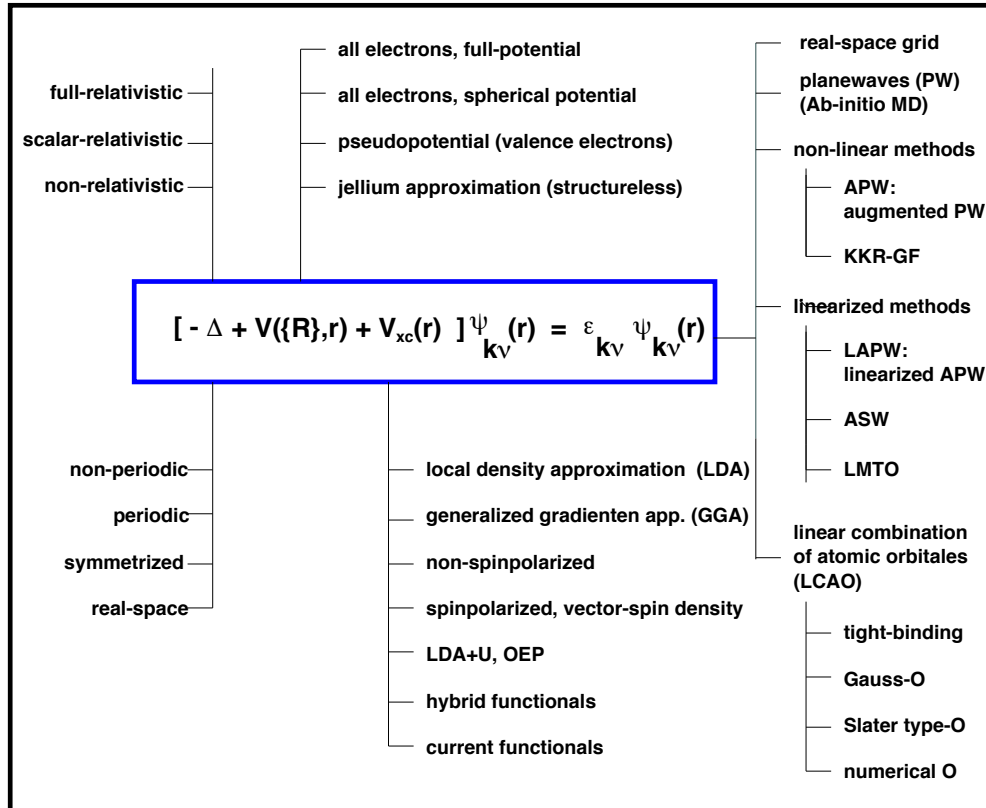 all electrons, full-potential
all electrons, spherical potential
pseudopotential (valence electrons)
jellium approximation (structureless)
full-relativistic
scalar-relativistic
non-relativistic
[ - Δ + V({R},r) + Vxc(r) ] ψkν(r) = εkν ψkν(r)
non-periodic
periodic
symmetrized
real-space
local density approximation (LDA)
generalized gradienten app. (GGA)
non-spinpolarized
spinpolarized, vector-spin density
LDA+U, OEP
hybrid functionals
current functionals
real-space grid
planewaves (PW)
(Ab-initio MD)
non-linear methods
APW:
augmented PW
KKR-GF
linearized methods
LAPW:
linearized APW
ASW
LMTO
linear combination
of atomic orbitales
(LCAO)
tight-binding
Gauss-O
Slater type-O
numerical O